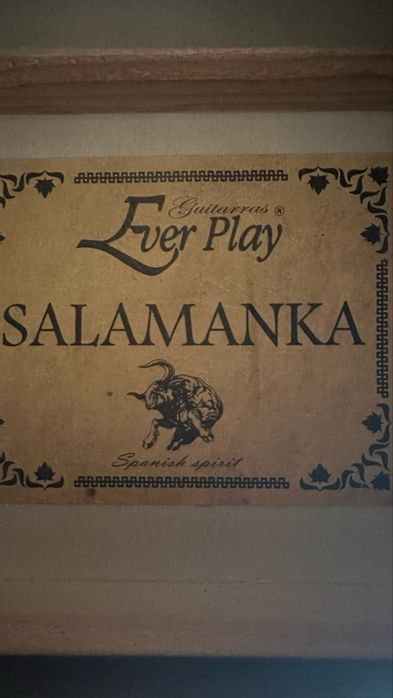 Guitarras ®
Ever Play
SALAMANKA
Spanish spirit